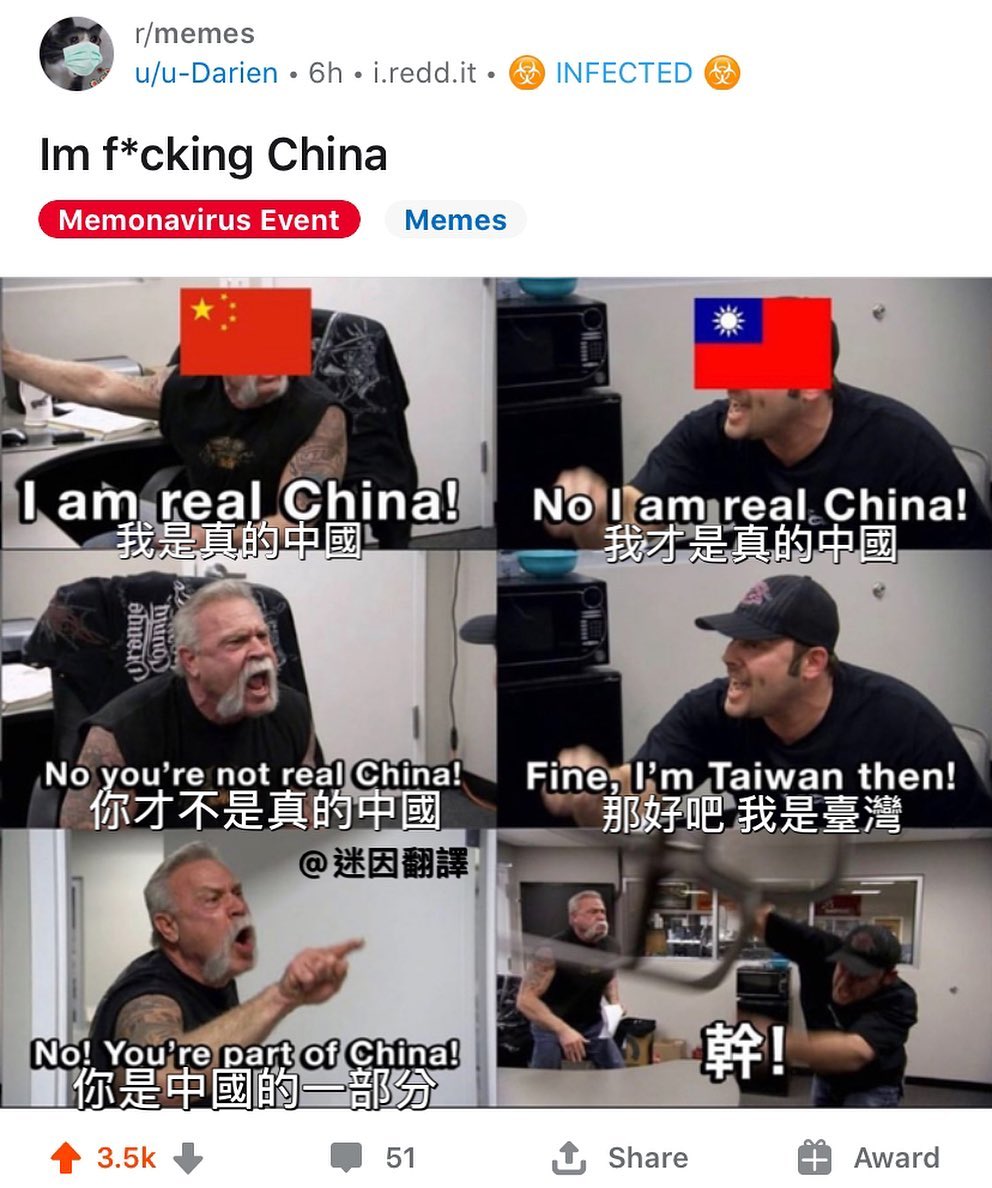 r/memes
u/u-Darien • 6h • i.redd.it • INFECTED
Im f*cking China
Memonavirus Event Memes
I am real China!
我是真的中國
No I am real China!
我才是真的中國
Orange
County
No you're not real China!
你才不是真的中國
Fine, I'm Taiwan then!
那好吧 我是臺灣
@迷因翻譯
No! You're part of China!
你是中國的一部分
幹!
3.5k 51 Share Award